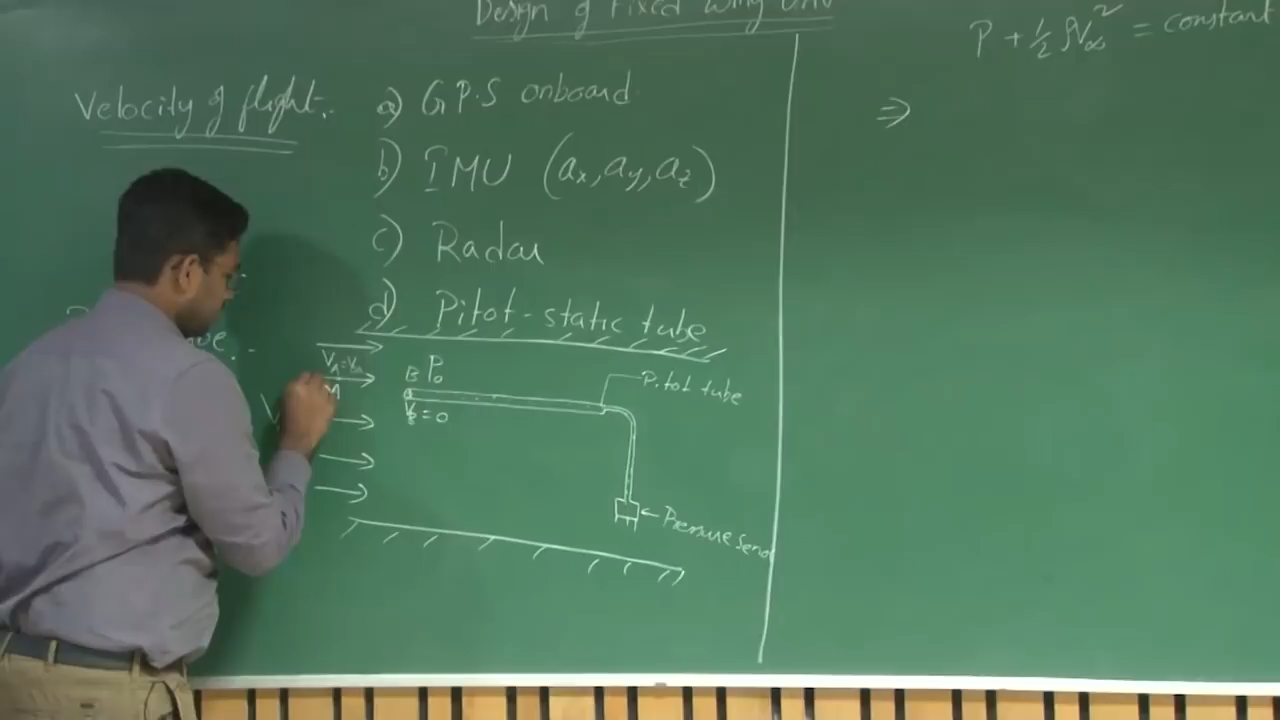 Design of Fixed Wing UAV
P + 1/2 ρV∞² = constant
Velocity of flight.
a) G.P.S onboard
⇒
b) IMU (ax, ay, az)
c) Radar
d) Pitot-static tube
B P₀
Pitot tube
V_B = 0
← Pressure Sensor